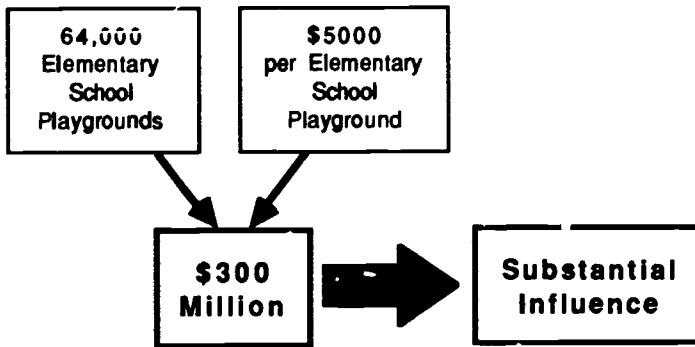 64,000
Elementary
School
Playgrounds
$5000
per Elementary
School
Playground
$300
Million
Substantial
Influence